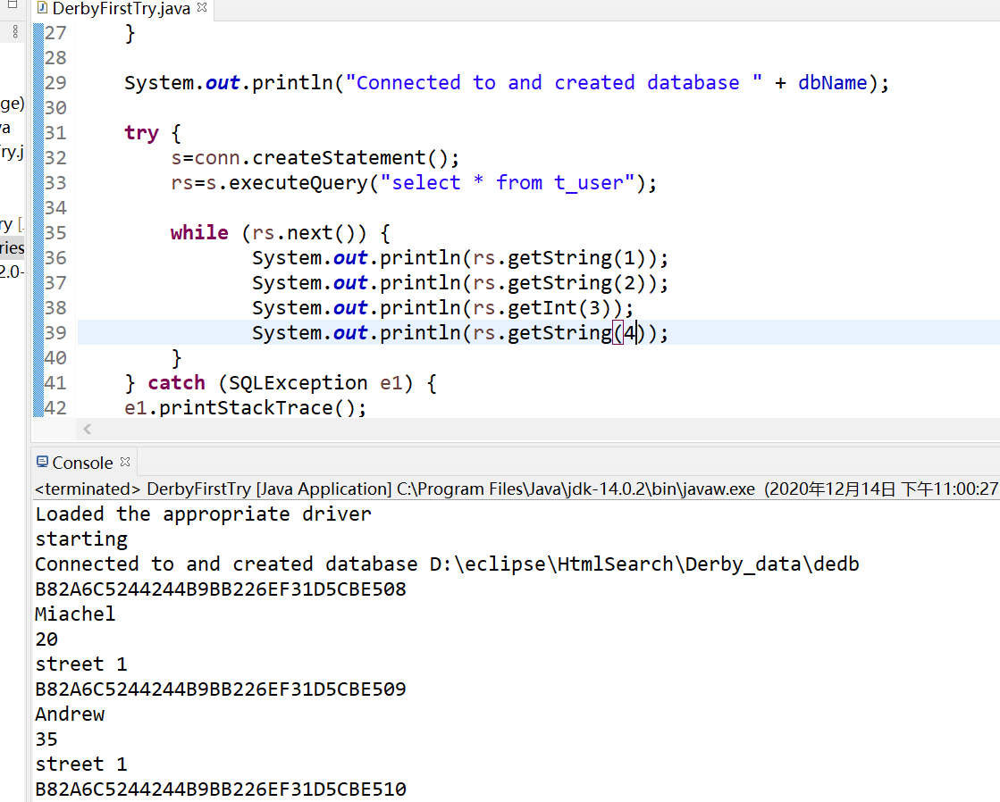 DerbyFirstTry.java
ge)
va
ry.j
ry [.
ries
2.0-
27 }
28
29 System.out.println("Connected to and created database " + dbName);
30
31 try {
32 s=conn.createStatement();
33 rs=s.executeQuery("select * from t_user");
34
35 while (rs.next()) {
36 System.out.println(rs.getString(1));
37 System.out.println(rs.getString(2));
38 System.out.println(rs.getInt(3));
39 System.out.println(rs.getString(4));
40 }
41 } catch (SQLException e1) {
42 e1.printStackTrace();
Console
<terminated> DerbyFirstTry [Java Application] C:\Program Files\Java\jdk-14.0.2\bin\javaw.exe (2020年12月14日 下午11:00:27
Loaded the appropriate driver
starting
Connected to and created database D:\eclipse\HtmlSearch\Derby_data\dedb
B82A6C5244244B9BB226EF31D5CBE508
Miachel
20
street 1
B82A6C5244244B9BB226EF31D5CBE509
Andrew
35
street 1
B82A6C5244244B9BB226EF31D5CBE510